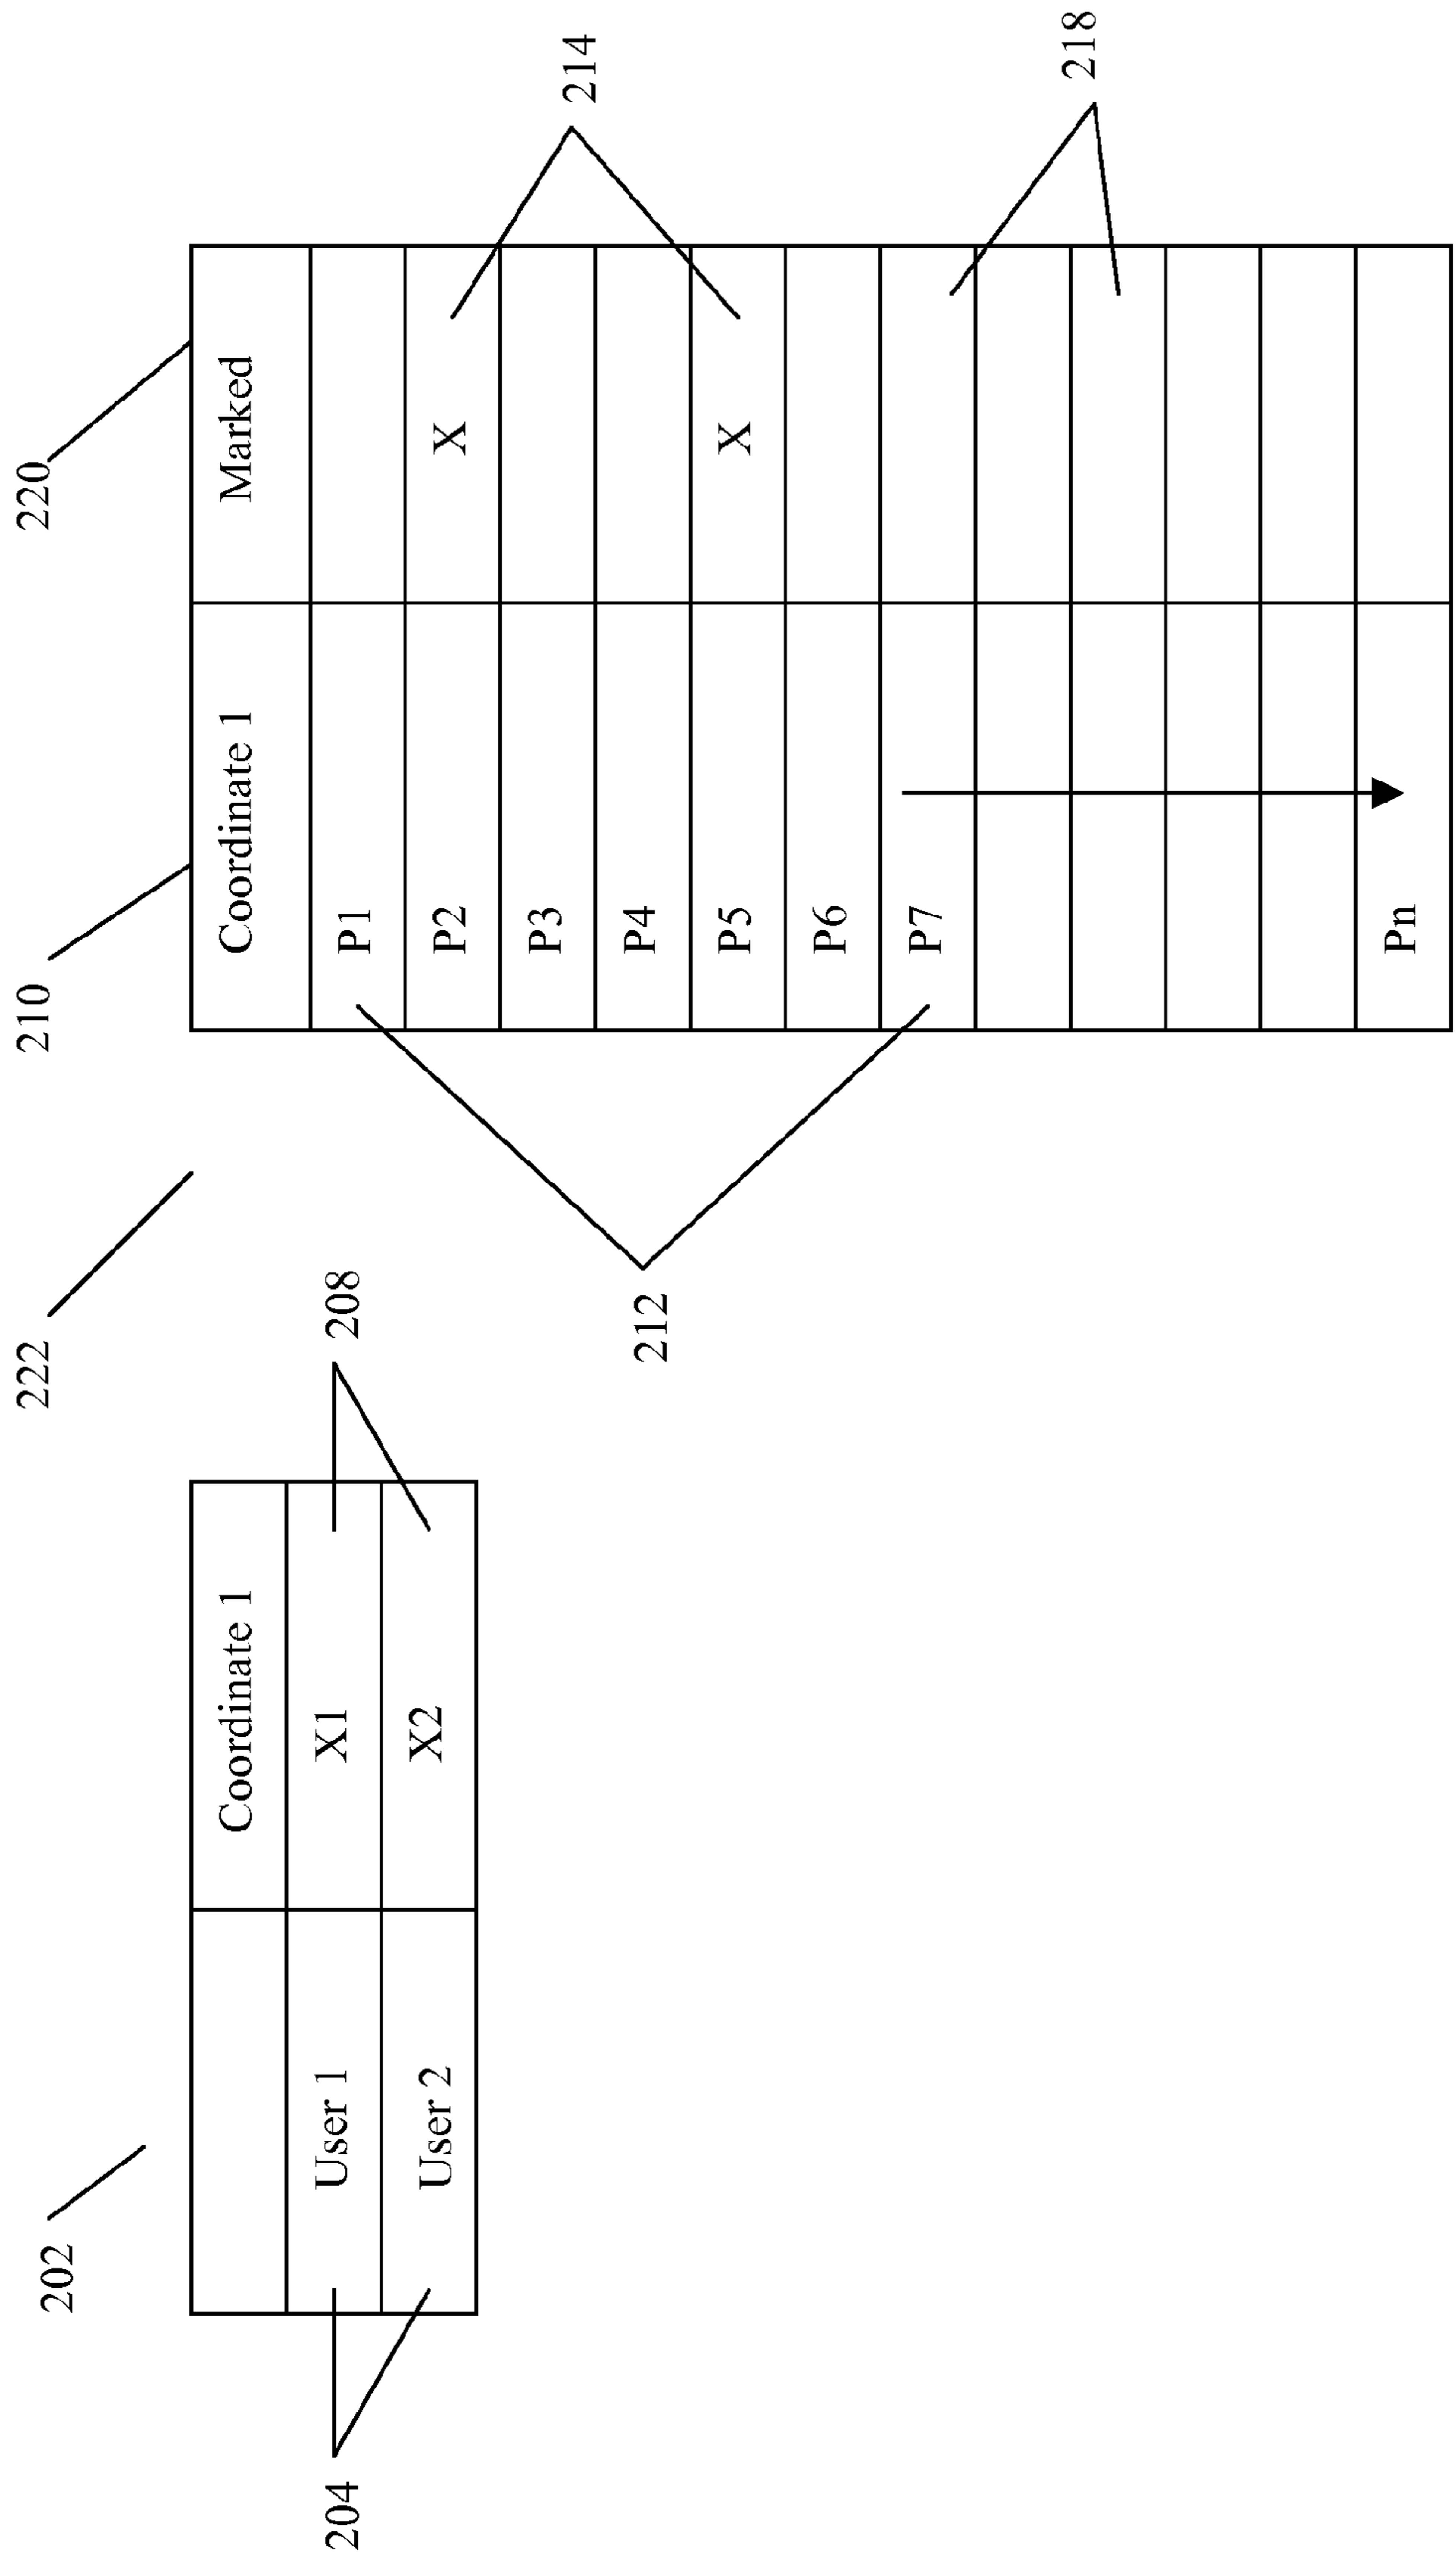 202 222 210 220
Coordinate 1 Coordinate 1 Marked
204 User 1 X1 208 P1
User 2 X2 P2 X
P3
214
P4
212
P5 X
P6
P7
218
Pn